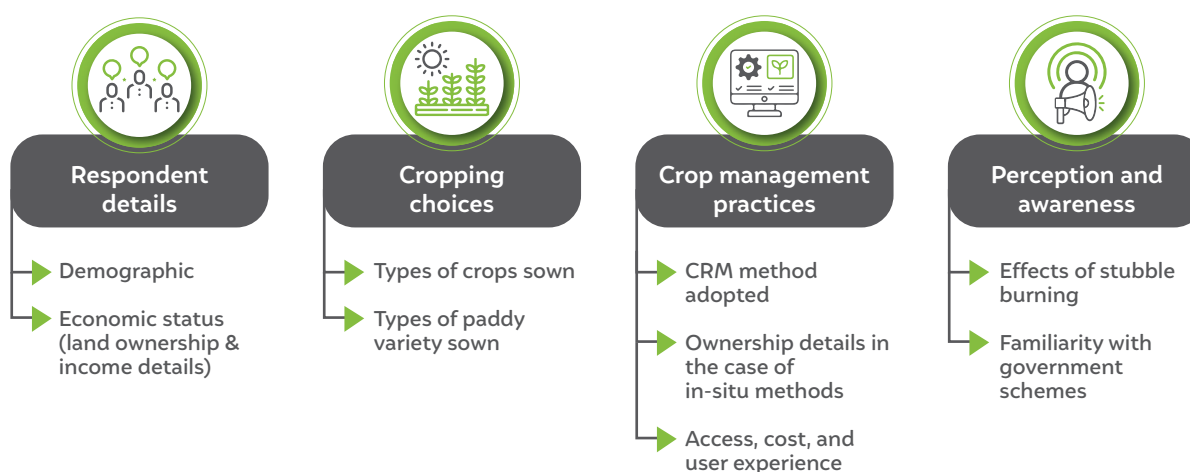 Respondent
details
Demographic
Economic status
(land ownership &
income details)
Cropping
choices
Types of crops sown
Types of paddy
variety sown
Crop management
practices
CRM method
adopted
Ownership details in
the case of
in-situ methods
Access, cost, and
user experience
Perception and
awareness
Effects of stubble
burning
Familiarity with
government
schemes